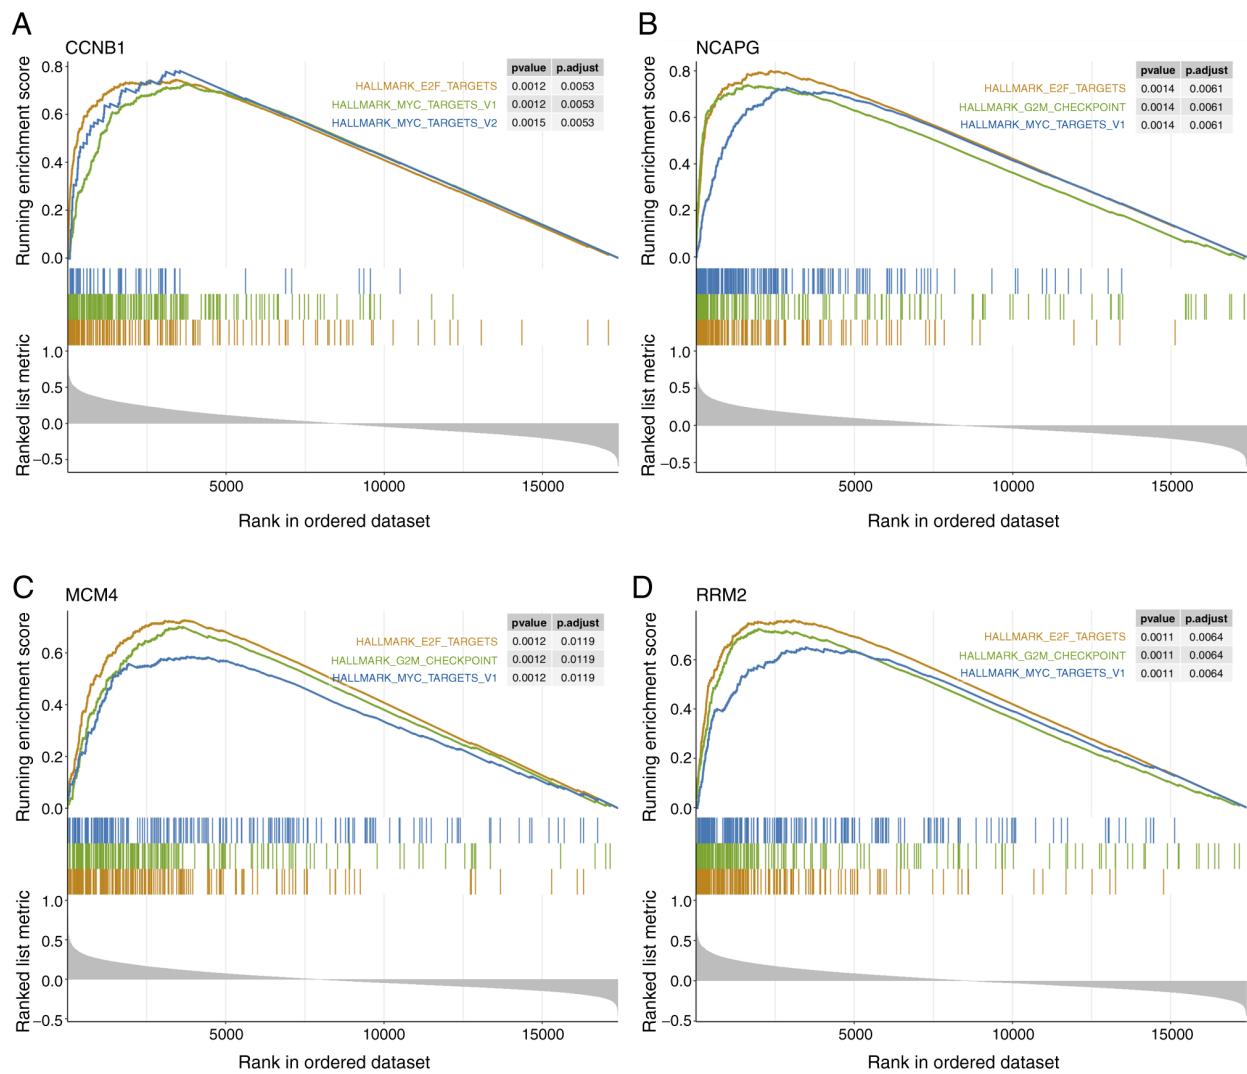 A
CCNB1
Running enrichment score
0.8
0.6
0.4
0.2
0.0
HALLMARK_E2F_TARGETS
HALLMARK_MYC_TARGETS_V1
HALLMARK_MYC_TARGETS_V2
pvalue p.adjust
0.0012 0.0053
0.0012 0.0053
0.0015 0.0053
Ranked list metric
1.0
0.5
0.0
−0.5
5000 10000 15000
Rank in ordered dataset
B
NCAPG
Running enrichment score
0.8
0.6
0.4
0.2
0.0
HALLMARK_E2F_TARGETS
HALLMARK_G2M_CHECKPOINT
HALLMARK_MYC_TARGETS_V1
pvalue p.adjust
0.0014 0.0061
0.0014 0.0061
0.0014 0.0061
Ranked list metric
1.0
0.5
0.0
−0.5
5000 10000 15000
Rank in ordered dataset
C
MCM4
Running enrichment score
0.6
0.4
0.2
0.0
HALLMARK_E2F_TARGETS
HALLMARK_G2M_CHECKPOINT
HALLMARK_MYC_TARGETS_V1
pvalue p.adjust
0.0012 0.0119
0.0012 0.0119
0.0012 0.0119
Ranked list metric
1.0
0.5
0.0
−0.5
5000 10000 15000
Rank in ordered dataset
D
RRM2
Running enrichment score
0.6
0.4
0.2
0.0
HALLMARK_E2F_TARGETS
HALLMARK_G2M_CHECKPOINT
HALLMARK_MYC_TARGETS_V1
pvalue p.adjust
0.0011 0.0064
0.0011 0.0064
0.0011 0.0064
Ranked list metric
1.0
0.5
0.0
−0.5
5000 10000 15000
Rank in ordered dataset